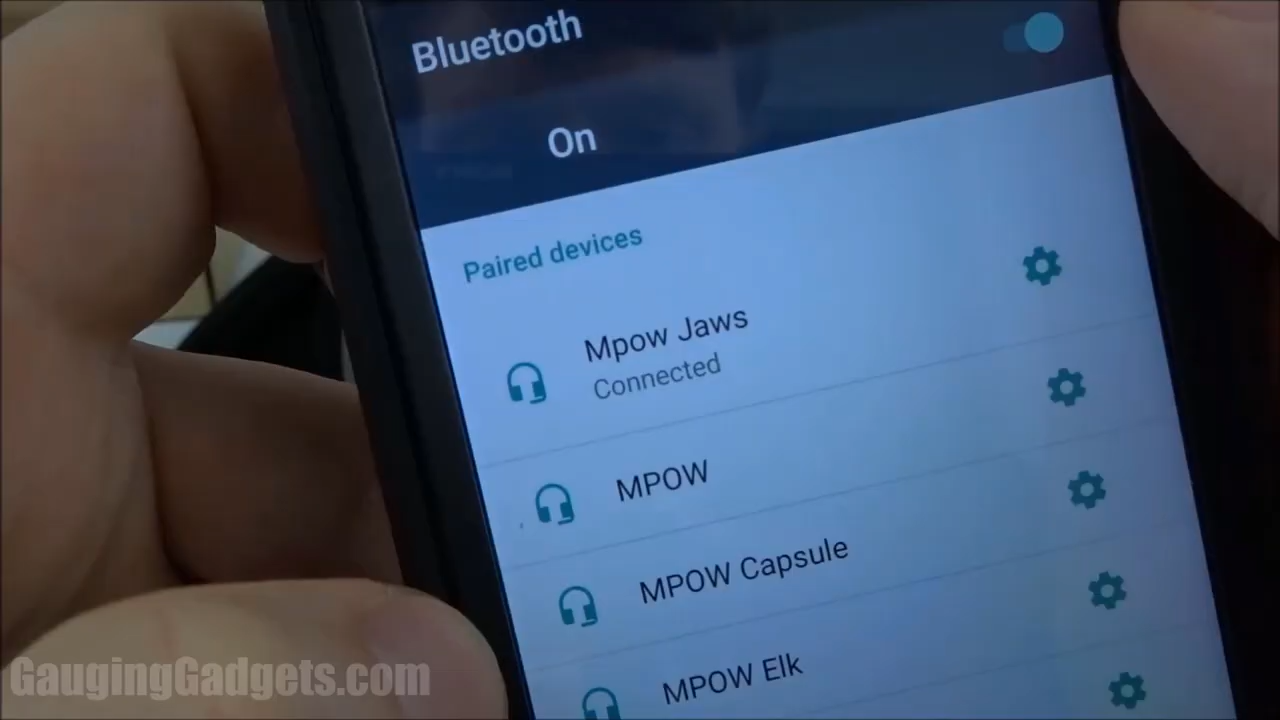 Bluetooth
On
Paired devices
Mpow Jaws
Connected
MPOW
MPOW Capsule
MPOW Elk
GaugingGadgets.com